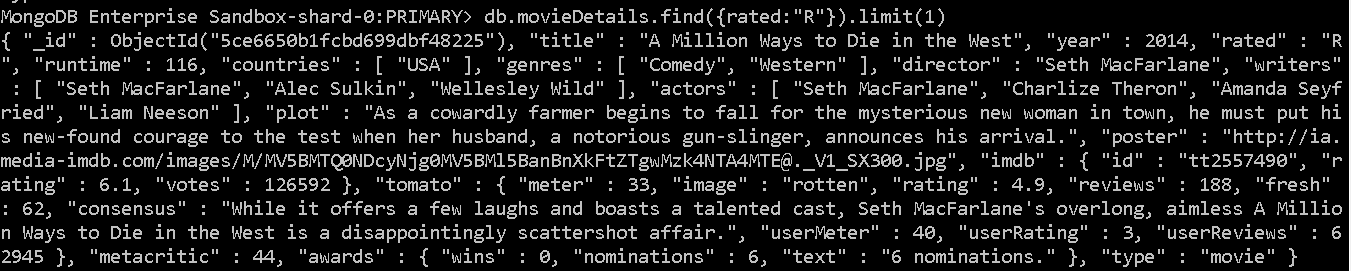 MongoDB Enterprise Sandbox-shard-0:PRIMARY> db.movieDetails.find({rated:"R"}).limit(1)
{ "_id" : ObjectId("5ce6650b1fcbd699dbf48225"), "title" : "A Million Ways to Die in the West", "year" : 2014, "rated" : "R
", "runtime" : 116, "countries" : [ "USA" ], "genres" : [ "Comedy", "Western" ], "director" : "Seth MacFarlane", "writers"
 : [ "Seth MacFarlane", "Alec Sulkin", "Wellesley Wild" ], "actors" : [ "Seth MacFarlane", "Charlize Theron", "Amanda Seyf
ried", "Liam Neeson" ], "plot" : "As a cowardly farmer begins to fall for the mysterious new woman in town, he must put hi
s new-found courage to the test when her husband, a notorious gun-slinger, announces his arrival.", "poster" : "http://ia.
media-imdb.com/images/M/MV5BMTQ0NDcyNjg0MV5BMl5BanBnXkFtZTgwMzk4NTA4MTE@._V1_SX300.jpg", "imdb" : { "id" : "tt2557490", "r
ating" : 6.1, "votes" : 126592 }, "tomato" : { "meter" : 33, "image" : "rotten", "rating" : 4.9, "reviews" : 188, "fresh"
: 62, "consensus" : "While it offers a few laughs and boasts a talented cast, Seth MacFarlane's overlong, aimless A Millio
n Ways to Die in the West is a disappointingly scattershot affair.", "userMeter" : 40, "userRating" : 3, "userReviews" : 6
2945 }, "metacritic" : 44, "awards" : { "wins" : 0, "nominations" : 6, "text" : "6 nominations." }, "type" : "movie" }